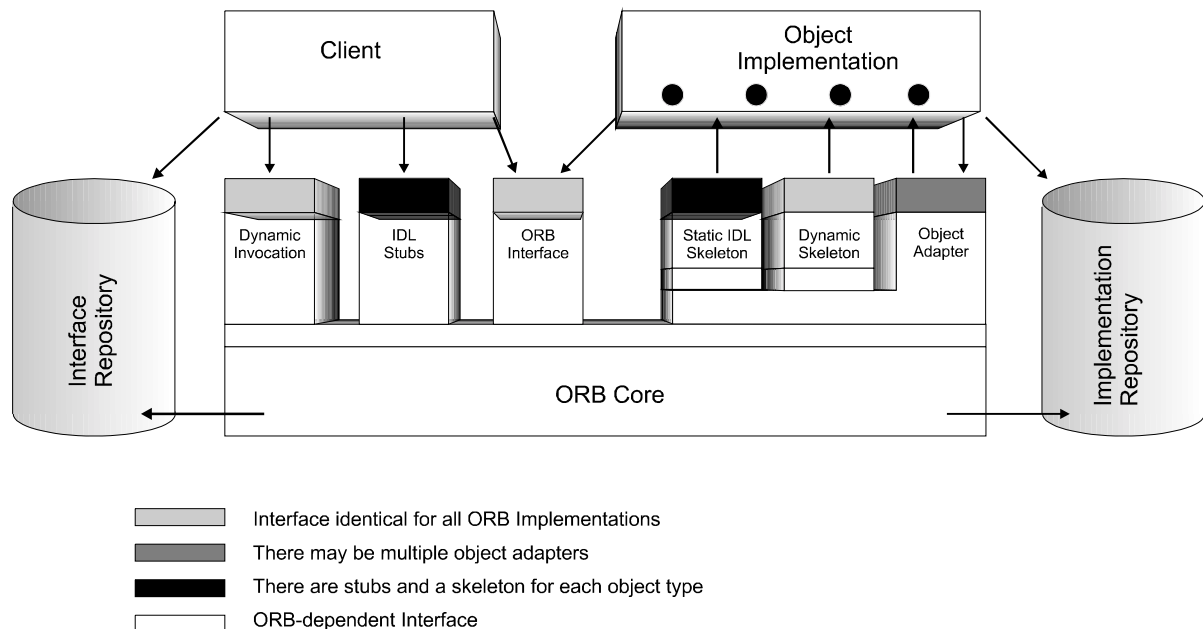 Client
Object
Implementation
Dynamic
Invocation
IDL
Stubs
ORB
Interface
Static IDL
Skeleton
Dynamic
Skeleton
Object
Adapter
Interface
Repository
Implementation
Repository
ORB Core
Interface identical for all ORB Implementations
There may be multiple object adapters
There are stubs and a skeleton for each object type
ORB-dependent Interface